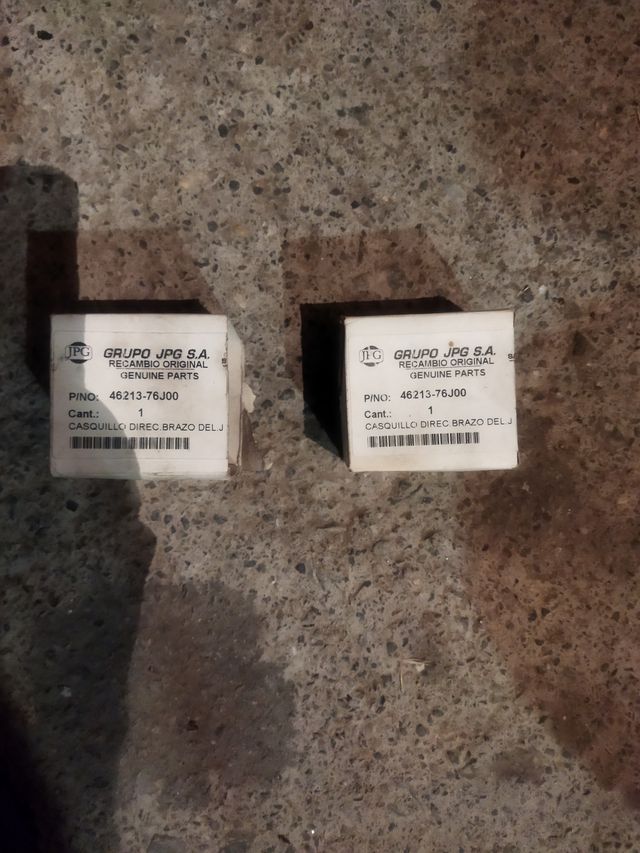 JPG GRUPO JPG S.A.
RECAMBIO ORIGINAL
GENUINE PARTS
P/NO: 46213-76J00
Cant.: 1
CASQUILLO DIREC.BRAZO DEL.J
JPG GRUPO JPG S.A.
RECAMBIO ORIGINAL
GENUINE PARTS
P/NO: 46213-76J00
Cant.: 1
CASQUILLO DIREC.BRAZO DEL.J